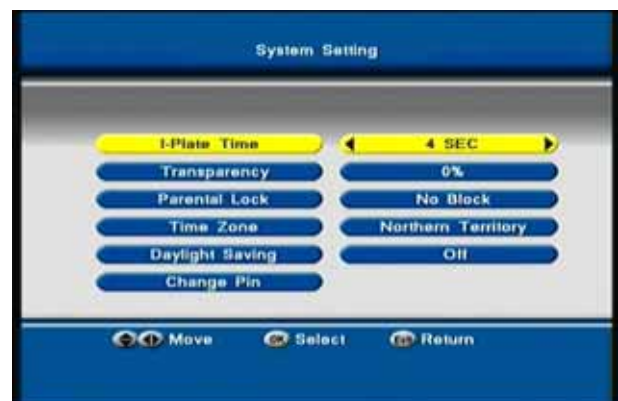 System Setting
I-Plate Time 4 SEC
Transparency 0%
Parental Lock No Block
Time Zone Northern Territory
Daylight Saving Off
Change Pin
Move OK Select Return